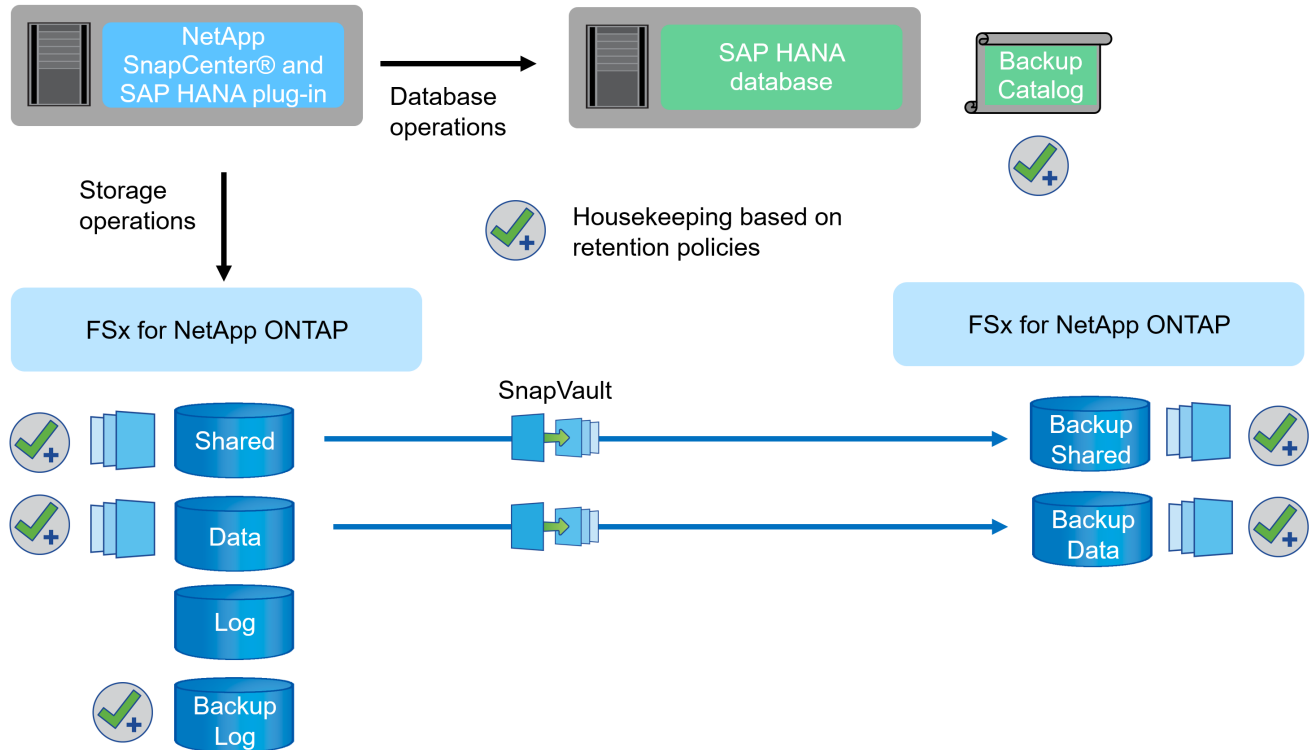 NetApp
SnapCenter® and
SAP HANA plug-in
Database
operations
SAP HANA
database
Backup
Catalog
Storage
operations
Housekeeping based on
retention policies
FSx for NetApp ONTAP
FSx for NetApp ONTAP
SnapVault
Shared
Backup
Shared
Data
Backup
Data
Log
Backup
Log